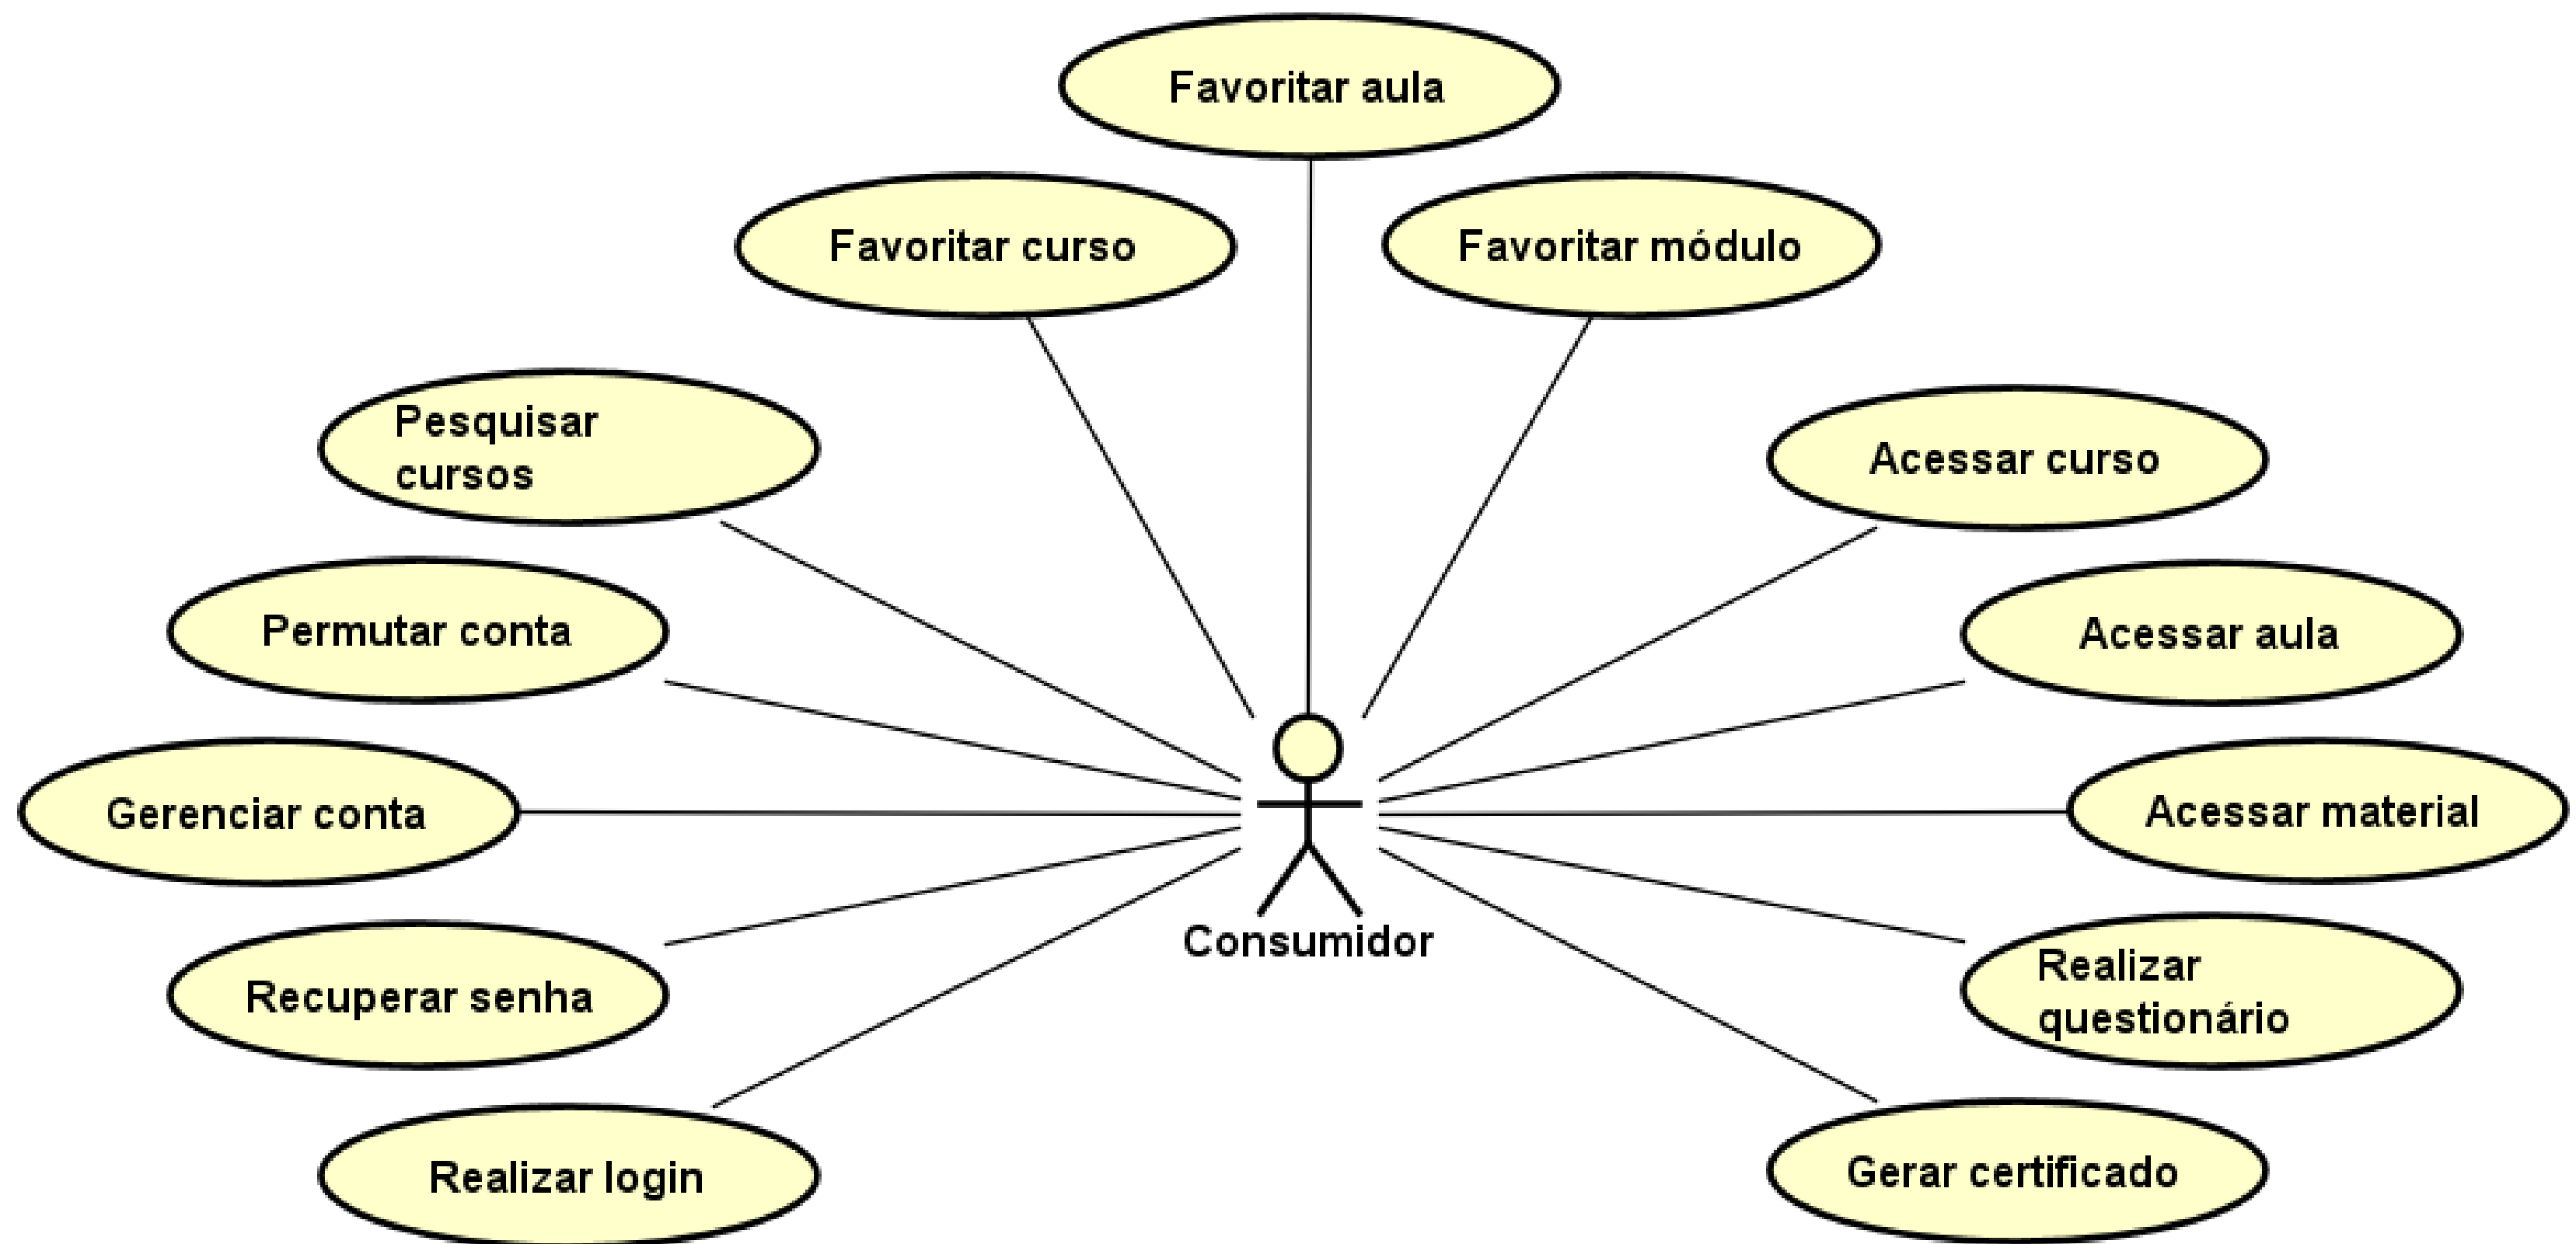 Favoritar aula
Favoritar curso
Favoritar módulo
Pesquisar
cursos
Acessar curso
Permutar conta
Acessar aula
Gerenciar conta
Acessar material
Consumidor
Recuperar senha
Realizar
questionário
Realizar login
Gerar certificado